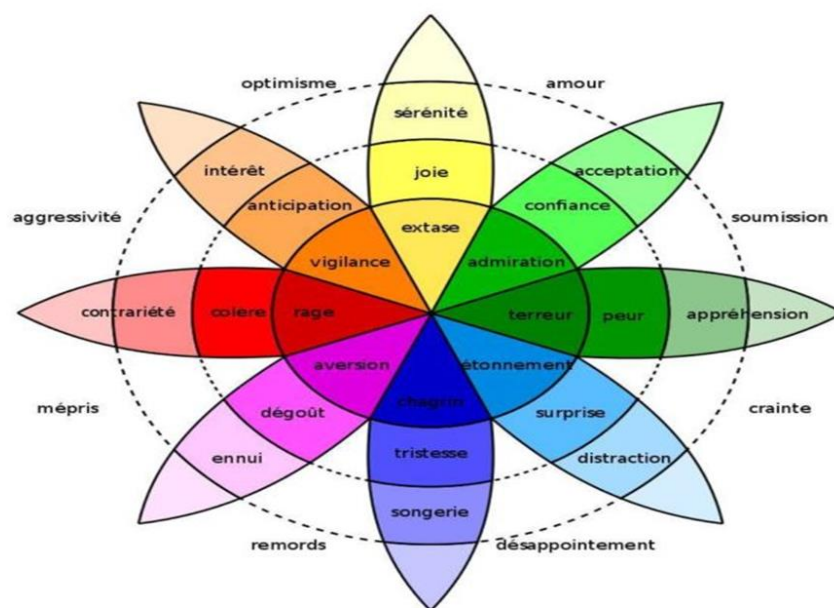 optimisme
amour
sérénité
intérêt
joie
acceptation
anticipation
confiance
aggressivité
extase
soumission
vigilance
admiration
contrariété
colère
rage
terreur
peur
appréhension
aversion
étonnement
mépris
dégoût
chagrin
surprise
crainte
ennui
tristesse
distraction
songerie
remords
désappointement